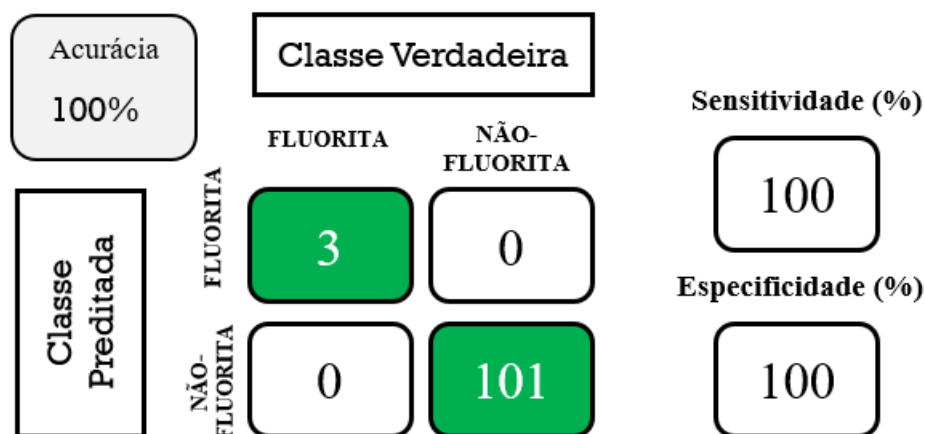 Acurácia
100%
Classe Verdadeira
Sensitividade (%)
FLUORITA
NÃO-
FLUORITA
100
FLUORITA
3
0
Classe
Preditada
Especificidade (%)
NÃO-
FLUORITA
0
101
100